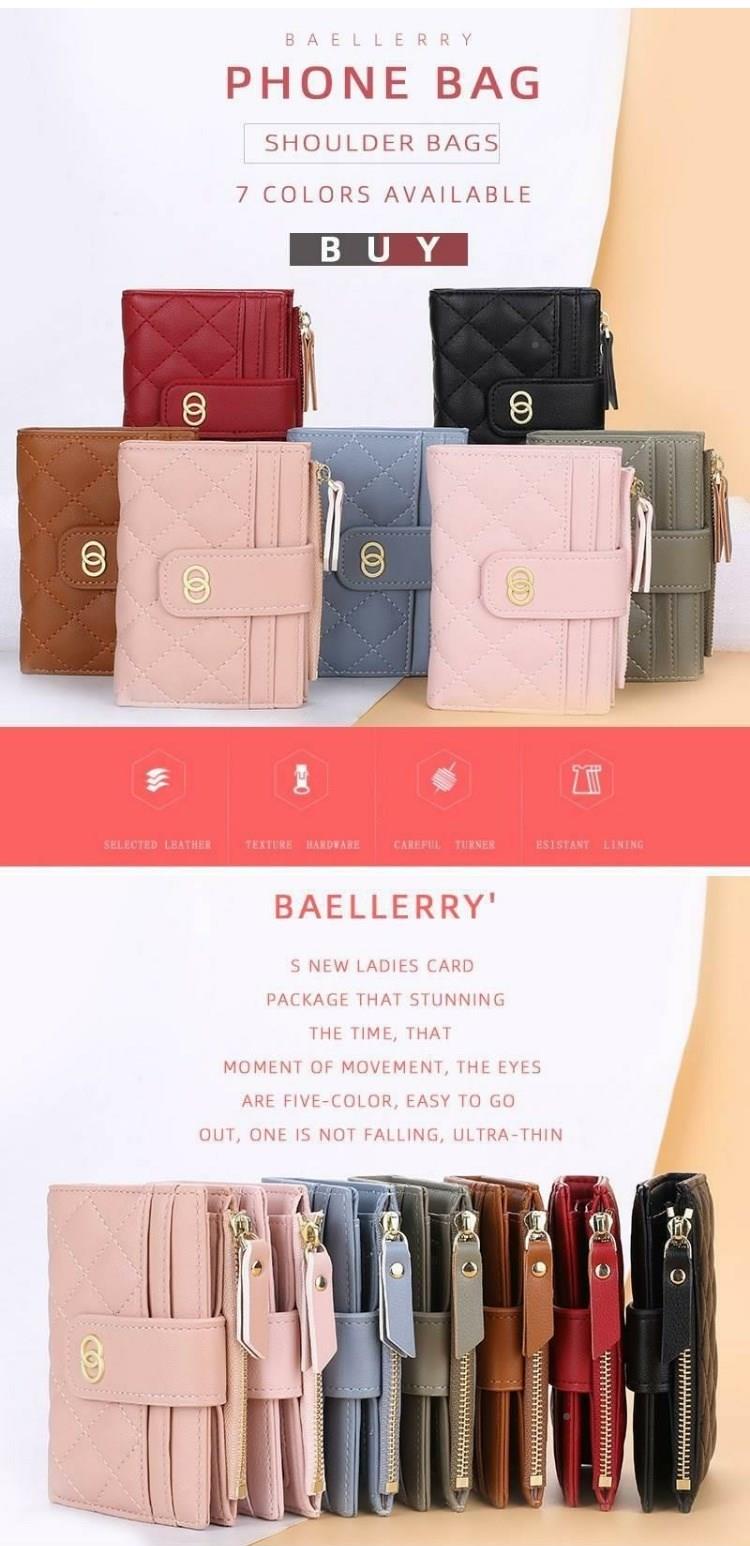 BAELLERRY
PHONE BAG
SHOULDER BAGS
7 COLORS AVAILABLE
BUY
SELECTED LEATHER
TEXTURE HARDWARE
CAREFUL TURNER
ESISTANT LINING
BAELLERRY'
S NEW LADIES CARD
PACKAGE THAT STUNNING
THE TIME, THAT
MOMENT OF MOVEMENT, THE EYES
ARE FIVE-COLOR, EASY TO GO
OUT, ONE IS NOT FALLING, ULTRA-THIN